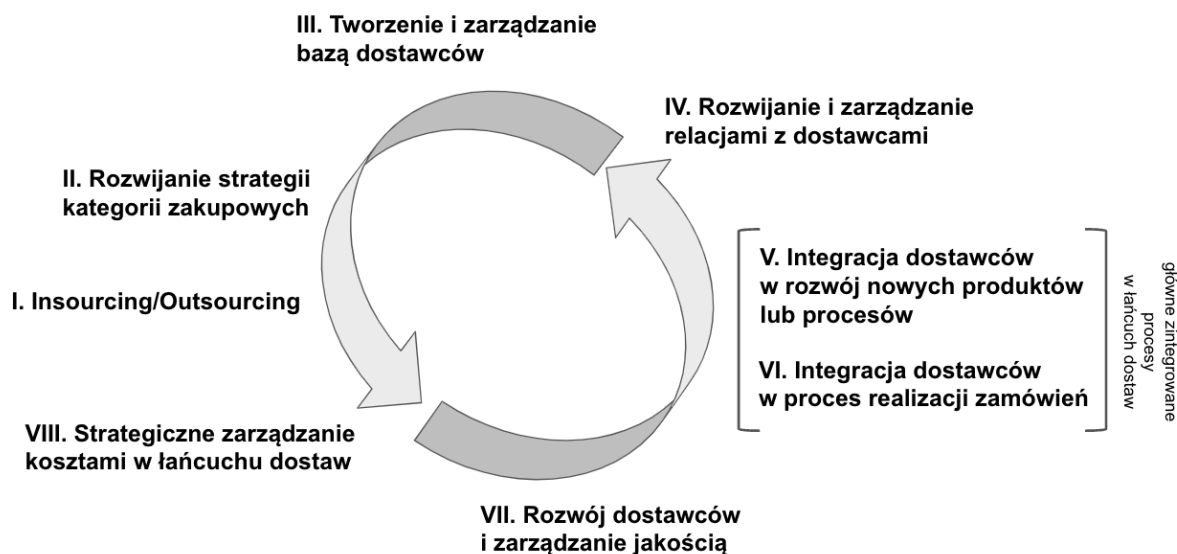 III. Tworzenie i zarządzanie
bazą dostawców
IV. Rozwijanie i zarządzanie
relacjami z dostawcami
II. Rozwijanie strategii
kategorii zakupowych
V. Integracja dostawców
w rozwój nowych produktów
lub procesów
I. Insourcing/Outsourcing
VI. Integracja dostawców
w proces realizacji zamówień
główne zintegrowane
procesy
w łańcuch dostaw
VIII. Strategiczne zarządzanie
kosztami w łańcuchu dostaw
VII. Rozwój dostawców
i zarządzanie jakością